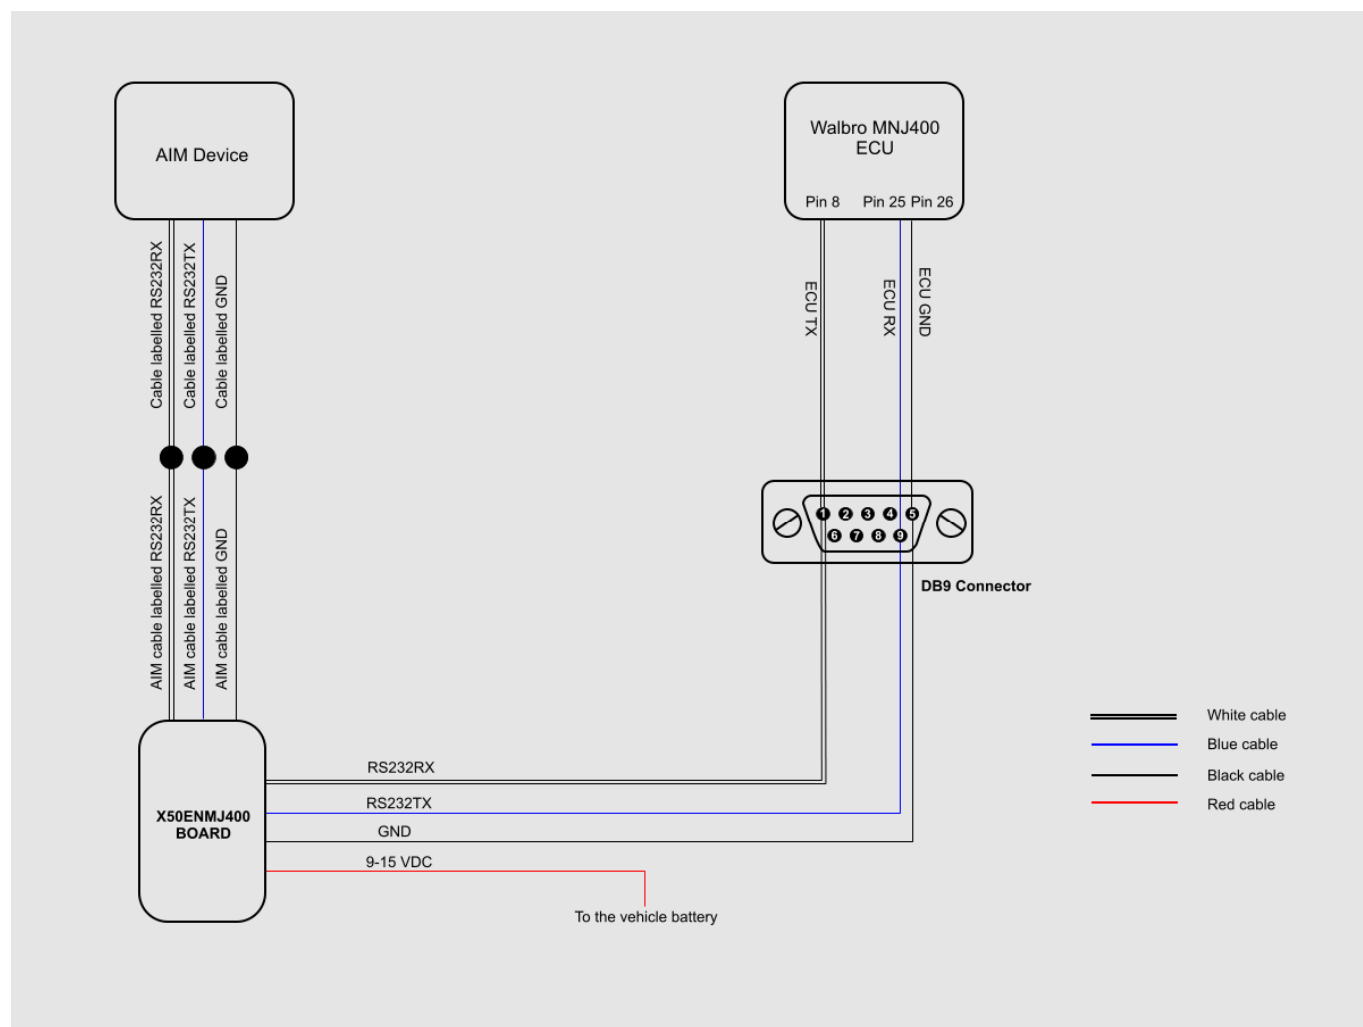 AIM Device
Walbro MNJ400
ECU
Pin 8
Pin 25
Pin 26
Cable labelled RS232RX
Cable labelled RS232TX
Cable labelled GND
ECU TX
ECU RX
ECU GND
AIM cable labelled RS232RX
AIM cable labelled RS232TX
AIM cable labelled GND
1 2 3 4 5
6 7 8 9
DB9 Connector
X50ENMJ400
BOARD
RS232RX
RS232TX
GND
9-15 VDC
To the vehicle battery
White cable
Blue cable
Black cable
Red cable